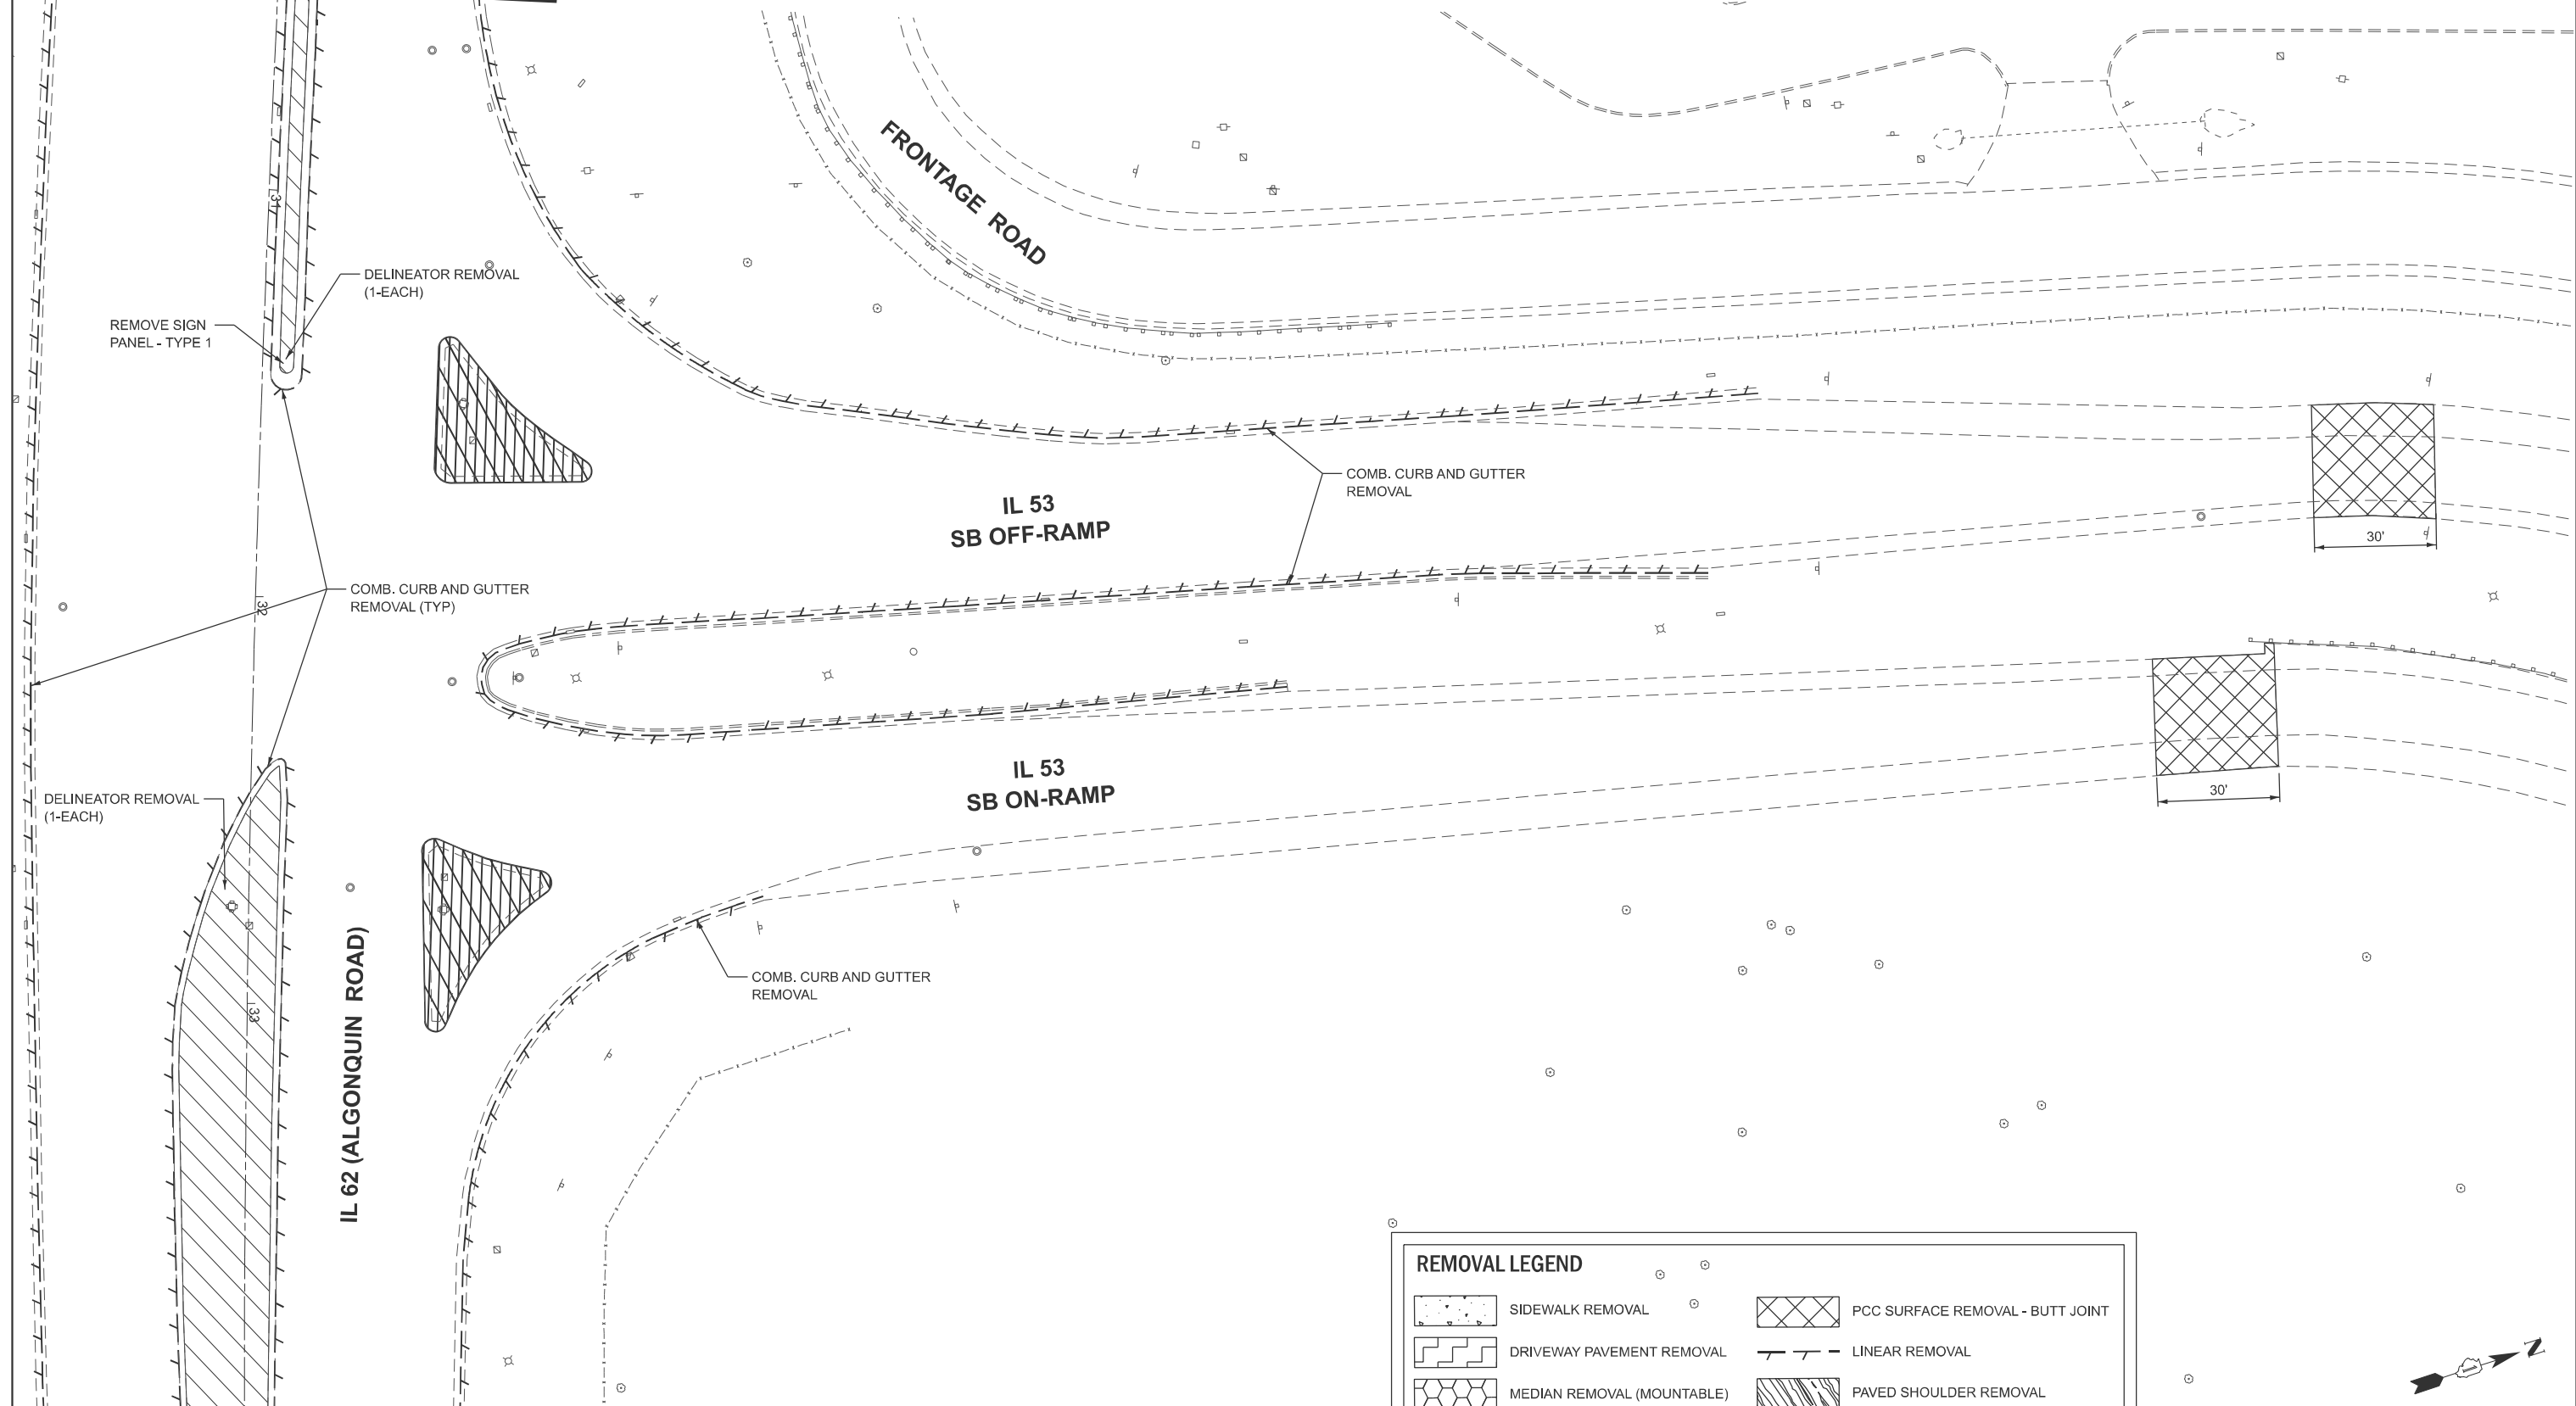 FRONTAGE ROAD
31
DELINEATOR REMOVAL
(1-EACH)
REMOVE SIGN
PANEL - TYPE 1
COMB. CURB AND GUTTER
REMOVAL
IL 53
SB OFF-RAMP
30'
COMB. CURB AND GUTTER
REMOVAL (TYP)
32
IL 53
SB ON-RAMP
30'
DELINEATOR REMOVAL
(1-EACH)
COMB. CURB AND GUTTER
REMOVAL
33
IL 62 (ALGONQUIN ROAD)
REMOVAL LEGEND
SIDEWALK REMOVAL
PCC SURFACE REMOVAL - BUTT JOINT
DRIVEWAY PAVEMENT REMOVAL
LINEAR REMOVAL
MEDIAN REMOVAL (MOUNTABLE)
PAVED SHOULDER REMOVAL
N